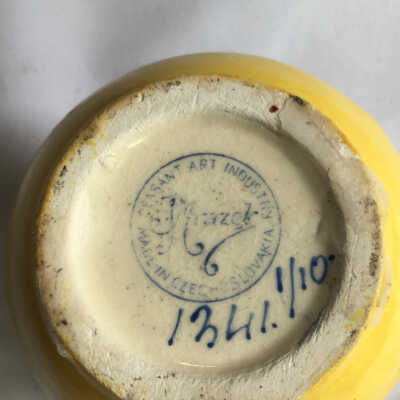 PEASANT ART INDUSTRY
Mrazek
MADE IN CZECHOSLOVAKIA
1341. 1/10.